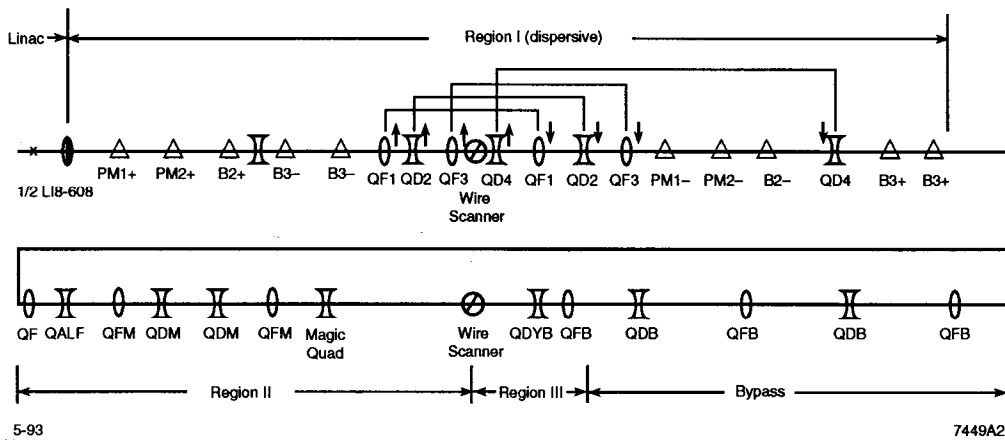 Linac
Region I (dispersive)
PM1+ PM2+ B2+ B3– B3– QF1 QD2 QF3 QD4 QF1 QD2 QF3 PM1– PM2– B2– QD4 B3+ B3+
1/2 LI8-608
Wire
Scanner
QF QALF QFM QDM QDM QFM Magic Quad Wire Scanner QDYB QFB QDB QFB QDB QFB
Region II Region III Bypass
5-93 7449A2